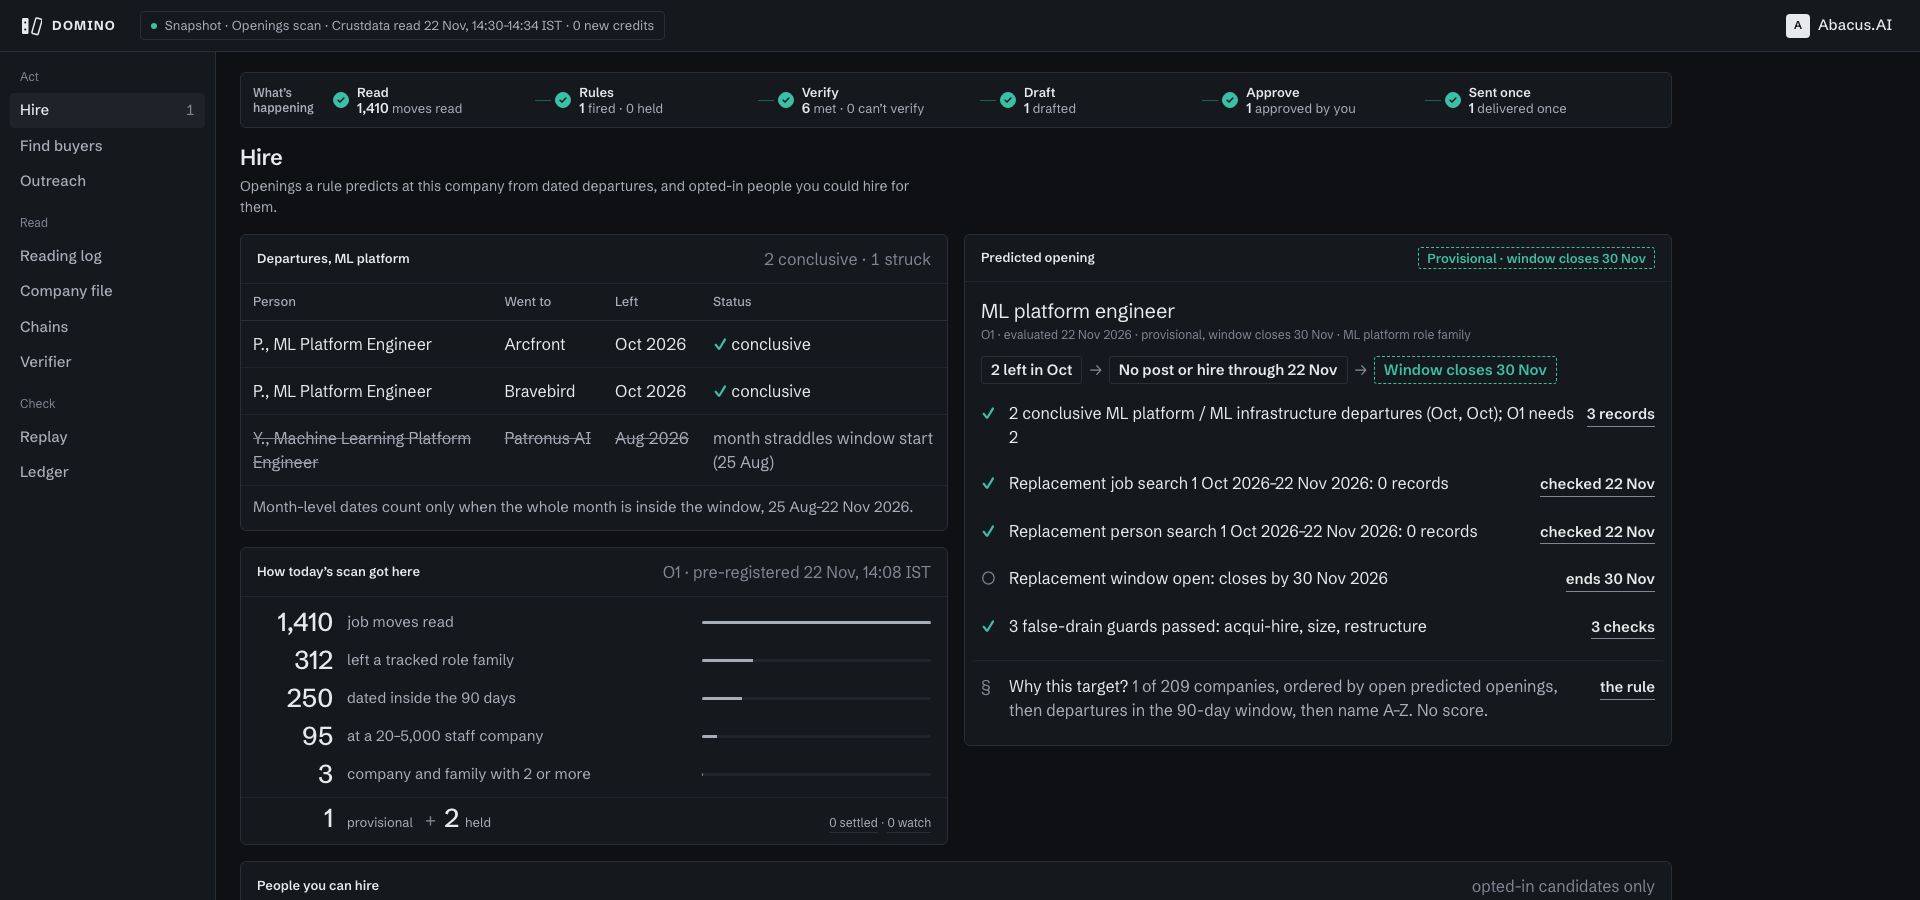 DOMINO
Snapshot · Openings scan · Crustdata read 22 Nov, 14:30–14:34 IST · 0 new credits
A Abacus.AI
Act
Hire 1
Find buyers
Outreach
Read
Reading log
Company file
Chains
Verifier
Check
Replay
Ledger
What's
happening
Read
1,410 moves read
Rules
1 fired · 0 held
Verify
6 met · 0 can't verify
Draft
1 drafted
Approve
1 approved by you
Sent once
1 delivered once
Hire
Openings a rule predicts at this company from dated departures, and opted-in people you could hire for
them.
Departures, ML platform 2 conclusive · 1 struck
Person Went to Left Status
P., ML Platform Engineer Arcfront Oct 2026 ✓ conclusive
P., ML Platform Engineer Bravebird Oct 2026 ✓ conclusive
Y., Machine Learning Platform Patronus AI Aug 2026 month straddles window start
Engineer (25 Aug)
Month-level dates count only when the whole month is inside the window, 25 Aug–22 Nov 2026.
How today's scan got here O1 · pre-registered 22 Nov, 14:08 IST
1,410 job moves read
312 left a tracked role family
250 dated inside the 90 days
95 at a 20–5,000 staff company
3 company and family with 2 or more
1 provisional + 2 held 0 settled · 0 watch
Predicted opening Provisional · window closes 30 Nov
ML platform engineer
O1 · evaluated 22 Nov 2026 · provisional, window closes 30 Nov · ML platform role family
2 left in Oct → No post or hire through 22 Nov → Window closes 30 Nov
✓ 2 conclusive ML platform / ML infrastructure departures (Oct, Oct); O1 needs 3 records
2
✓ Replacement job search 1 Oct 2026–22 Nov 2026: 0 records checked 22 Nov
✓ Replacement person search 1 Oct 2026–22 Nov 2026: 0 records checked 22 Nov
Replacement window open: closes by 30 Nov 2026 ends 30 Nov
✓ 3 false-drain guards passed: acqui-hire, size, restructure 3 checks
§ Why this target? 1 of 209 companies, ordered by open predicted openings, the rule
then departures in the 90-day window, then name A–Z. No score.
People you can hire opted-in candidates only